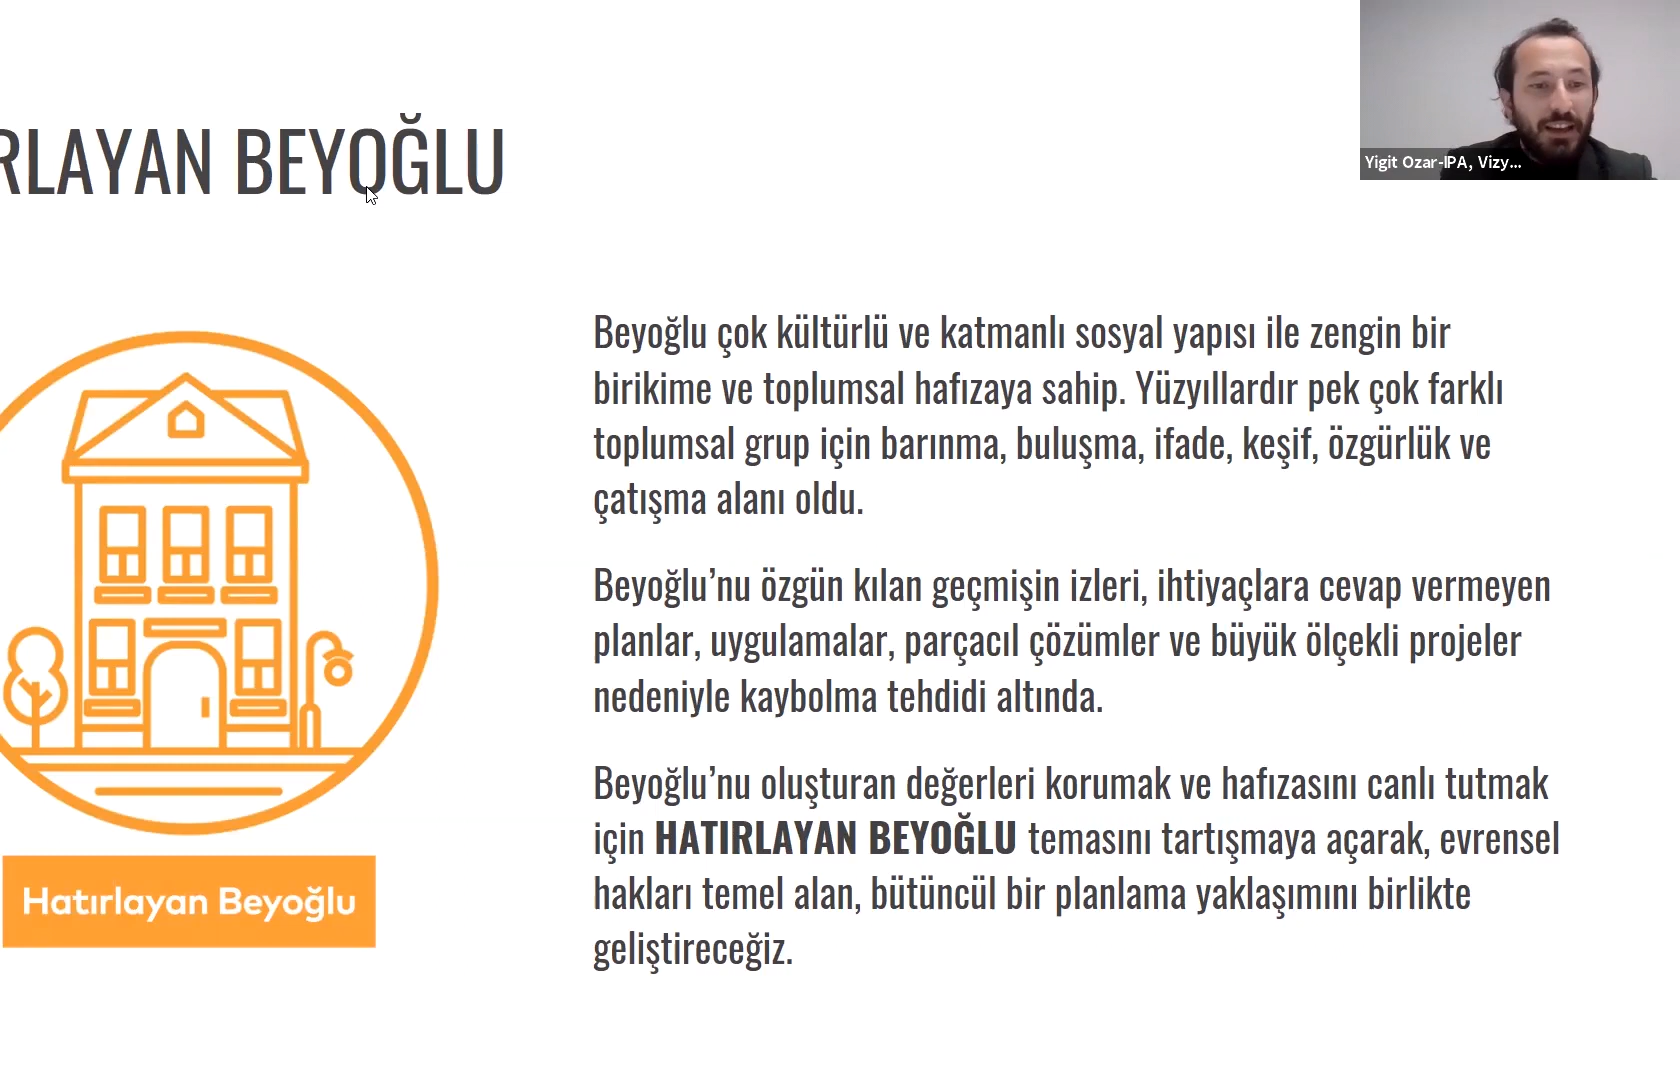 RLAYAN BEYOĞLU
Yigit Ozar-IPA, Vizy...
Beyoğlu çok kültürlü ve katmanlı sosyal yapısı ile zengin bir
birikime ve toplumsal hafızaya sahip. Yüzyıllardır pek çok farklı
toplumsal grup için barınma, buluşma, ifade, keşif, özgürlük ve
çatışma alanı oldu.
Beyoğlu’nu özgün kılan geçmişin izleri, ihtiyaçlara cevap vermeyen
planlar, uygulamalar, parçacıl çözümler ve büyük ölçekli projeler
nedeniyle kaybolma tehdidi altında.
Beyoğlu’nu oluşturan değerleri korumak ve hafızasını canlı tutmak
için HATIRLAYAN BEYOĞLU temasını tartışmaya açarak, evrensel
hakları temel alan, bütüncül bir planlama yaklaşımını birlikte
geliştireceğiz.
Hatırlayan Beyoğlu